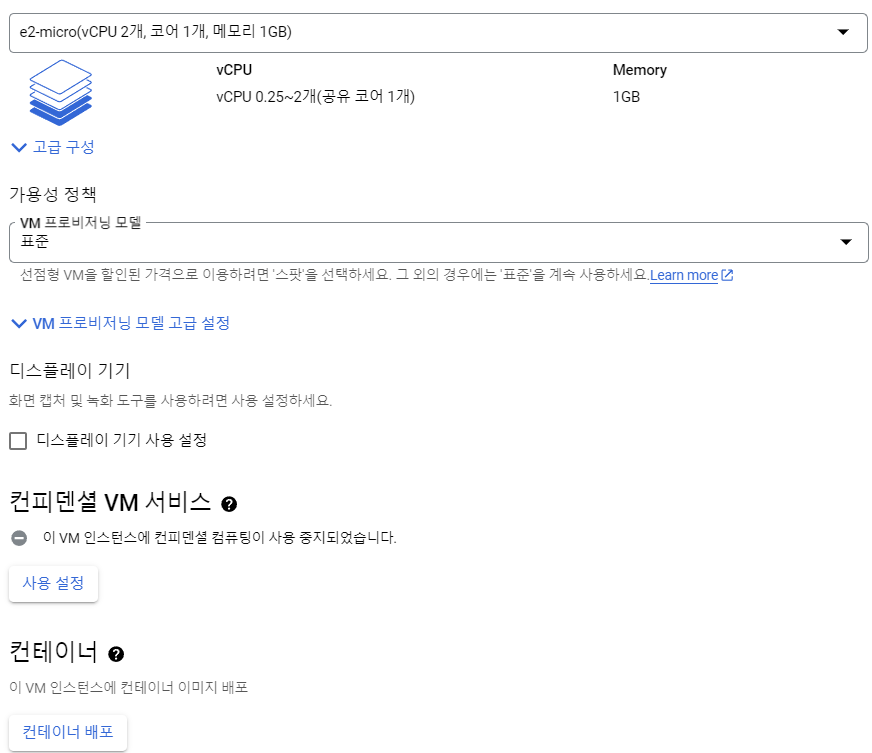 e2-micro(vCPU 2개, 코어 1개, 메모리 1GB)
vCPU
Memory
vCPU 0.25~2개(공유 코어 1개)
1GB
고급 구성
가용성 정책
VM 프로비저닝 모델
표준
선점형 VM을 할인된 가격으로 이용하려면 '스팟'을 선택하세요. 그 외의 경우에는 '표준'을 계속 사용하세요.Learn more
VM 프로비저닝 모델 고급 설정
디스플레이 기기
화면 캡처 및 녹화 도구를 사용하려면 사용 설정하세요.
디스플레이 기기 사용 설정
컨피덴셜 VM 서비스
이 VM 인스턴스에 컨피덴셜 컴퓨팅이 사용 중지되었습니다.
사용 설정
컨테이너
이 VM 인스턴스에 컨테이너 이미지 배포
컨테이너 배포